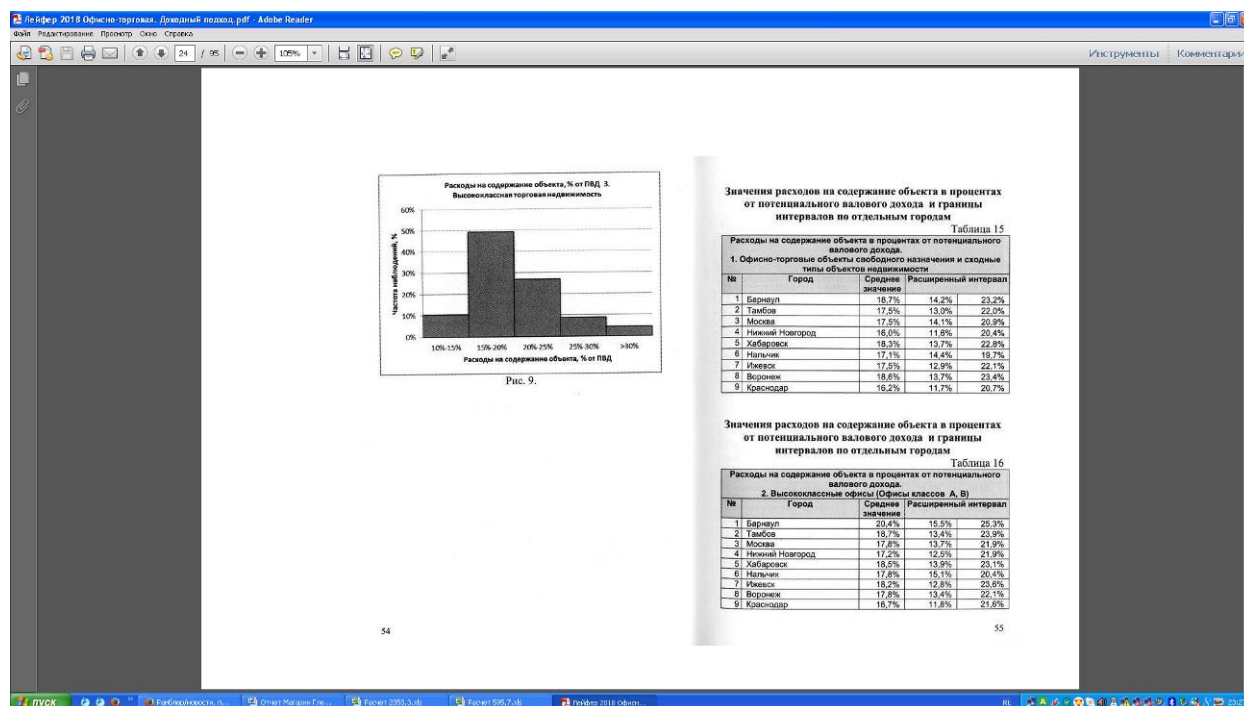 Лейфер 2018 Офисно-торговая. Доходный подход.pdf - Adobe Reader
Файл Редактирование Просмотр Окно Справка
24 / 95 105% Инструменты Комментарии
Расходы на содержание объекта, % от ПВД 3.
Высококлассная торговая недвижимость
Частота наблюдений, %
60%
50%
40%
30%
20%
10%
0%
10%-15% 15%-20% 20%-25% 25%-30% >30%
Расходы на содержание объекта, % от ПВД
Рис. 9.
54
Значения расходов на содержание объекта в процентах
от потенциального валового дохода и границы
интервалов по отдельным городам
Таблица 15
Расходы на содержание объекта в процентах от потенциального
валового дохода.
1. Офисно-торговые объекты свободного назначения и сходные
типы объектов недвижимости
№ Город Среднее Расширенный интервал
значение
1 Барнаул 18,7% 14,2% 23,2%
2 Тамбов 17,5% 13,0% 22,0%
3 Москва 17,5% 14,1% 20,9%
4 Нижний Новгород 16,0% 11,6% 20,4%
5 Хабаровск 18,3% 13,7% 22,8%
6 Нальчик 17,1% 14,4% 19,7%
7 Ижевск 17,5% 12,9% 22,1%
8 Воронеж 18,6% 13,7% 23,4%
9 Краснодар 16,2% 11,7% 20,7%
Значения расходов на содержание объекта в процентах
от потенциального валового дохода и границы
интервалов по отдельным городам
Таблица 16
Расходы на содержание объекта в процентах от потенциального
валового дохода.
2. Высококлассные офисы (Офисы классов А, В)
№ Город Среднее Расширенный интервал
значение
1 Барнаул 20,4% 15,5% 25,3%
2 Тамбов 18,7% 13,4% 23,9%
3 Москва 17,8% 13,7% 21,9%
4 Нижний Новгород 17,2% 12,5% 21,9%
5 Хабаровск 18,5% 13,9% 23,1%
6 Нальчик 17,8% 15,1% 20,4%
7 Ижевск 18,2% 12,8% 23,6%
8 Воронеж 17,8% 13,4% 22,1%
9 Краснодар 16,7% 11,8% 21,6%
55
пуск Отчет Магазин Расчет 2350,3.xls Расчет 595,7.xls Лейфер 2018 Офисн... RL